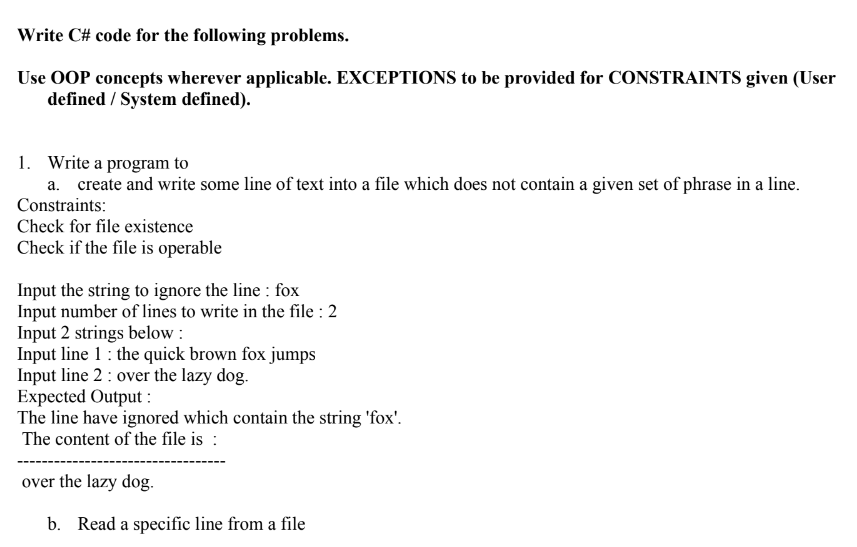 Write C# code for the following problems.
Use OOP concepts wherever applicable. EXCEPTIONS to be provided for CONSTRAINTS given (User
defined / System defined).
1. Write a program to
a. create and write some line of text into a file which does not contain a given set of phrase in a line.
Constraints:
Check for file existence
Check if the file is operable
Input the string to ignore the line : fox
Input number of lines to write in the file : 2
Input 2 strings below :
Input line 1 : the quick brown fox jumps
Input line 2 : over the lazy dog.
Expected Output :
The line have ignored which contain the string 'fox'.
The content of the file is :
----------------------------------
over the lazy dog.
b. Read a specific line from a file